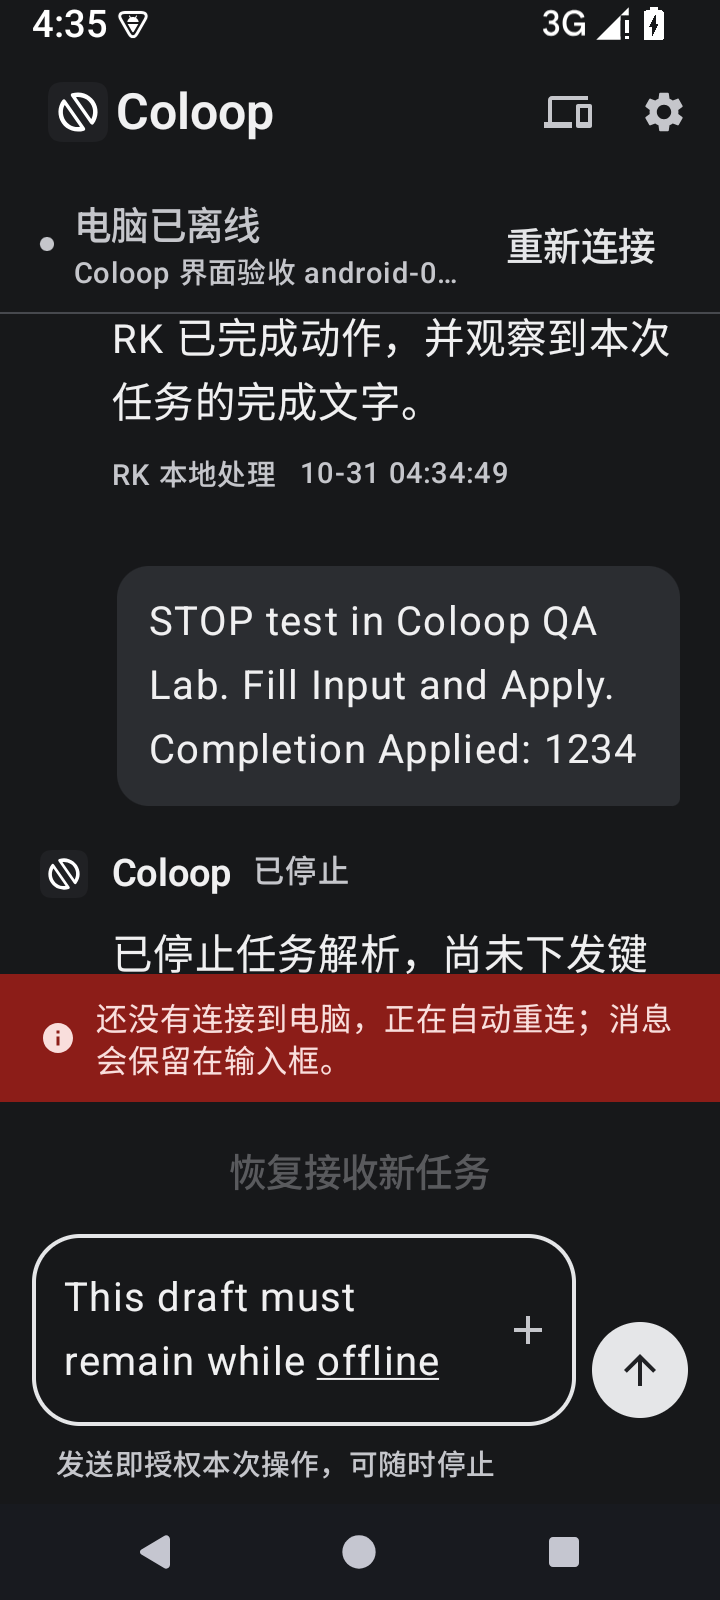 4:35
3G
Coloop
电脑已离线
Coloop 界面验收 android-0…
重新连接
RK 已完成动作，并观察到本次
任务的完成文字。
RK 本地处理 10-31 04:34:49
STOP test in Coloop QA
Lab. Fill Input and Apply.
Completion Applied: 1234
Coloop 已停止
已停止任务解析，尚未下发键
还没有连接到电脑，正在自动重连；消息
会保留在输入框。
恢复接收新任务
This draft must
remain while offline
发送即授权本次操作，可随时停止